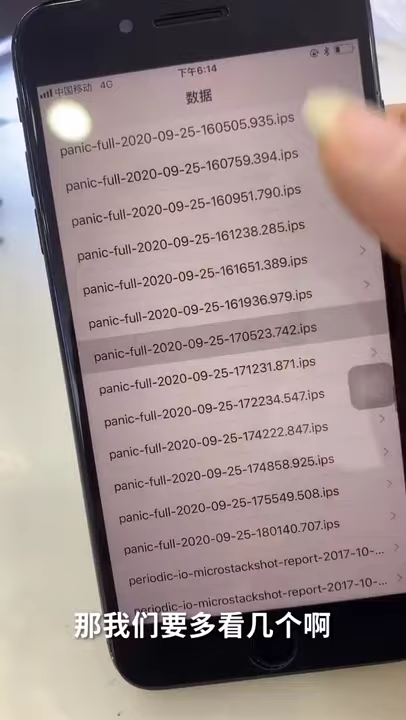 中国移动 4G
下午6:14
数据
panic-full-2020-09-25-160505.935.ips
panic-full-2020-09-25-160759.394.ips
panic-full-2020-09-25-160951.790.ips
panic-full-2020-09-25-161238.285.ips
panic-full-2020-09-25-161651.389.ips
panic-full-2020-09-25-161936.979.ips
panic-full-2020-09-25-170523.742.ips
panic-full-2020-09-25-171231.871.ips
panic-full-2020-09-25-172234.547.ips
panic-full-2020-09-25-174222.847.ips
panic-full-2020-09-25-174858.925.ips
panic-full-2020-09-25-175549.508.ips
panic-full-2020-09-25-180140.707.ips
periodic-io-microstackshot-report-2017-10-...
periodic-io-microstackshot-report-2017-10-...
那我们要多看几个啊